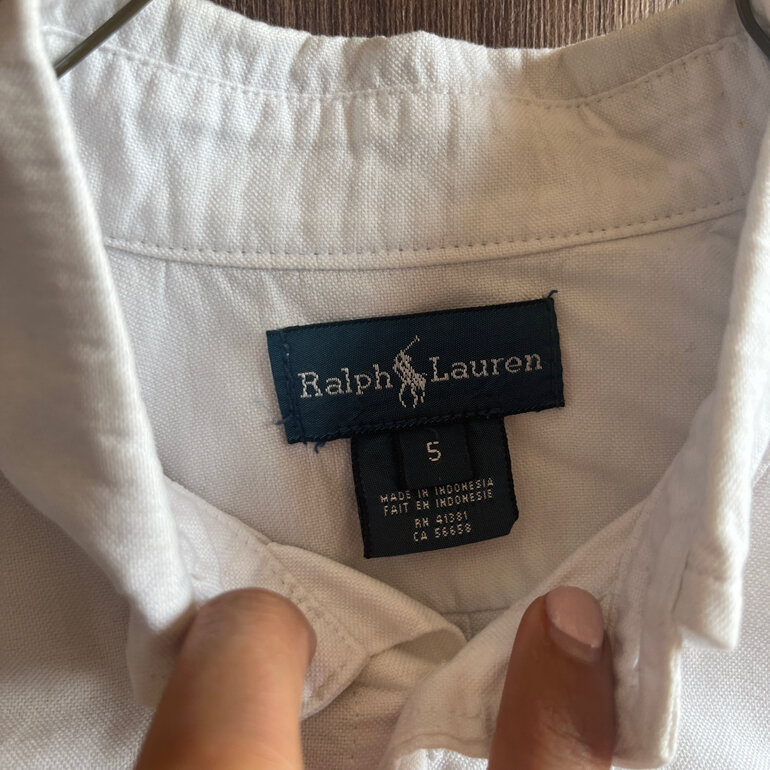 Ralph Lauren
5
MADE IN INDONESIA
FAIT EN INDONESIE
RN 41381
CA 56658